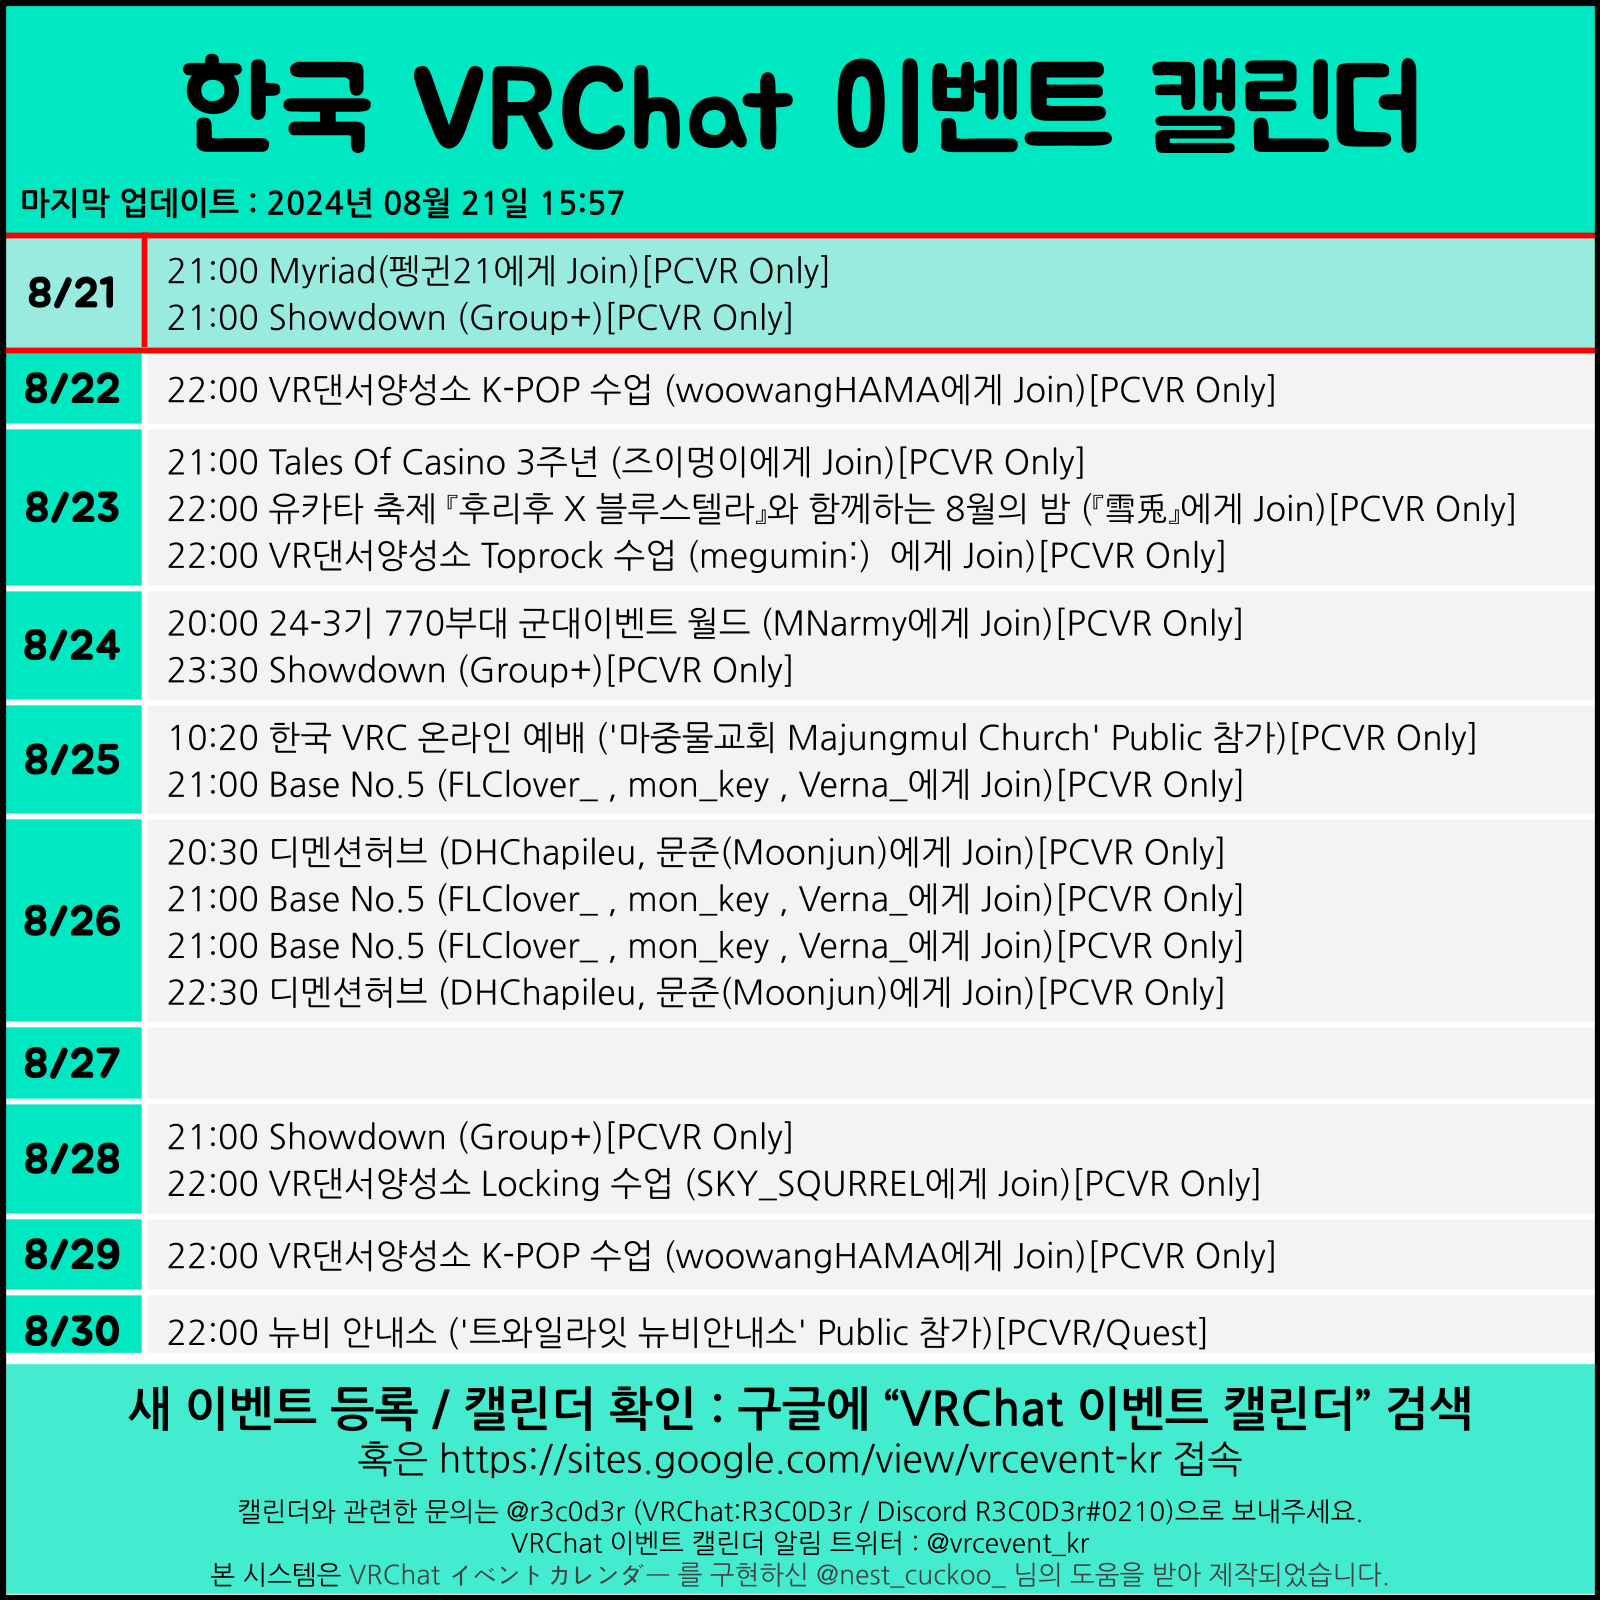 한국 VRChat 이벤트 캘린더
마지막 업데이트 : 2024년 08월 21일 15:57
8/21
21:00 Myriad(펭귄21에게 Join)[PCVR Only]
21:00 Showdown (Group+)[PCVR Only]
8/22
22:00 VR댄서양성소 K-POP 수업 (woowangHAMA에게 Join)[PCVR Only]
8/23
21:00 Tales Of Casino 3주년 (즈이멍이에게 Join)[PCVR Only]
22:00 유카타 축제 『후리후 X 블루스텔라』와 함께하는 8월의 밤 (『雪兎』에게 Join)[PCVR Only]
22:00 VR댄서양성소 Toprock 수업 (megumin:)  에게 Join)[PCVR Only]
8/24
20:00 24-3기 770부대 군대이벤트 월드 (MNarmy에게 Join)[PCVR Only]
23:30 Showdown (Group+)[PCVR Only]
8/25
10:20 한국 VRC 온라인 예배 ('마중물교회 Majungmul Church' Public 참가)[PCVR Only]
21:00 Base No.5 (FLClover_ , mon_key , Verna_에게 Join)[PCVR Only]
8/26
20:30 디멘션허브 (DHChapileu, 문준(Moonjun)에게 Join)[PCVR Only]
21:00 Base No.5 (FLClover_ , mon_key , Verna_에게 Join)[PCVR Only]
21:00 Base No.5 (FLClover_ , mon_key , Verna_에게 Join)[PCVR Only]
22:30 디멘션허브 (DHChapileu, 문준(Moonjun)에게 Join)[PCVR Only]
8/27
8/28
21:00 Showdown (Group+)[PCVR Only]
22:00 VR댄서양성소 Locking 수업 (SKY_SQURREL에게 Join)[PCVR Only]
8/29
22:00 VR댄서양성소 K-POP 수업 (woowangHAMA에게 Join)[PCVR Only]
8/30
22:00 뉴비 안내소 ('트와일라잇 뉴비안내소' Public 참가)[PCVR/Quest]
새 이벤트 등록 / 캘린더 확인 : 구글에 “VRChat 이벤트 캘린더” 검색
혹은 https://sites.google.com/view/vrcevent-kr 접속
캘린더와 관련한 문의는 @r3c0d3r (VRChat:R3C0D3r / Discord R3C0D3r#0210)으로 보내주세요.
VRChat 이벤트 캘린더 알림 트위터 : @vrcevent_kr
본 시스템은 VRChat イベントカレンダー 를 구현하신 @nest_cuckoo_ 님의 도움을 받아 제작되었습니다.